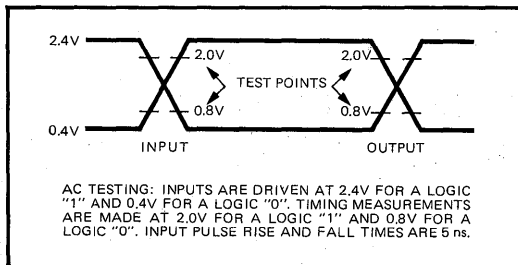 2.4V
2.0V 2.0V
TEST POINTS
0.8V 0.8V
0.4V
INPUT OUTPUT
AC TESTING: INPUTS ARE DRIVEN AT 2.4V FOR A LOGIC
"1" AND 0.4V FOR A LOGIC "0". TIMING MEASUREMENTS
ARE MADE AT 2.0V FOR A LOGIC "1" AND 0.8V FOR A
LOGIC "0". INPUT PULSE RISE AND FALL TIMES ARE 5 ns.